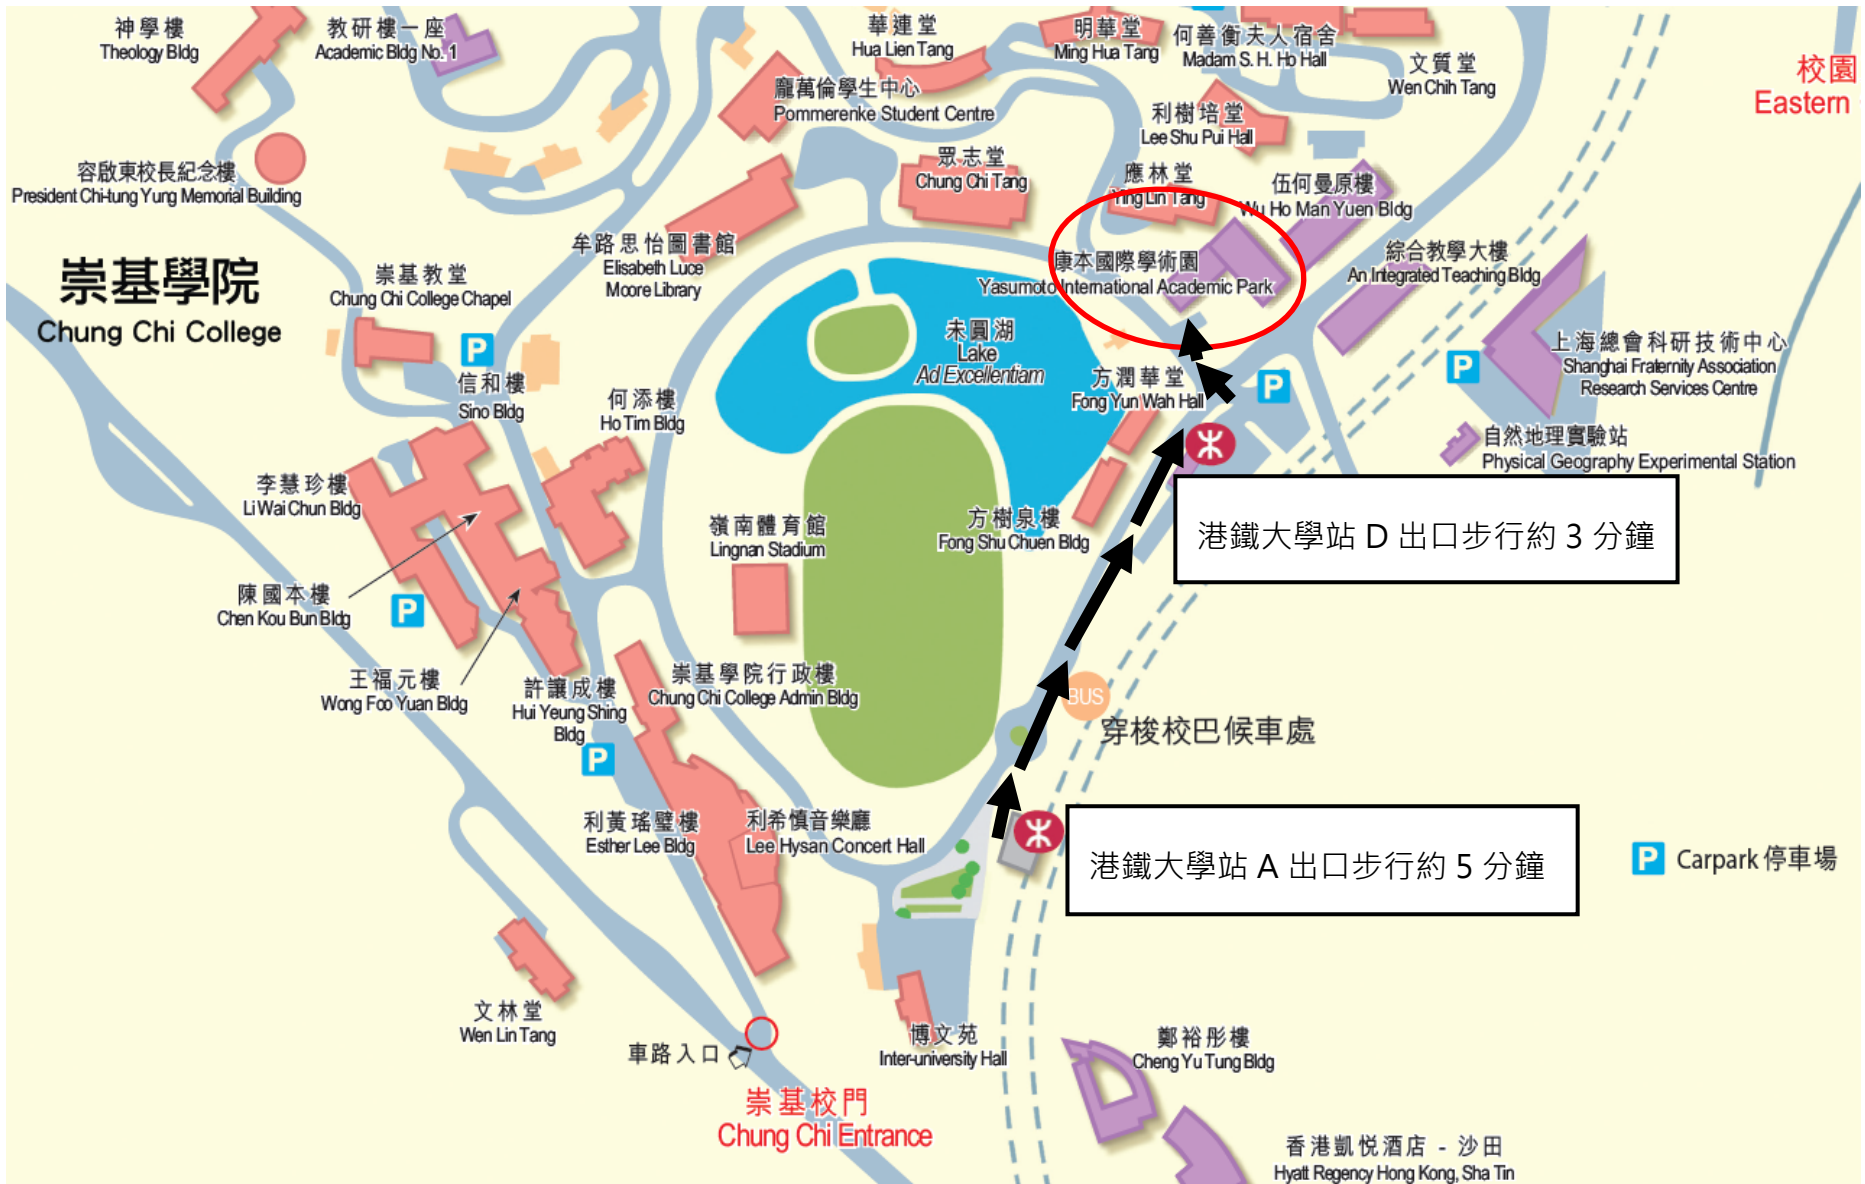 神學樓
Theology Bldg
教研樓一座
Academic Bldg No. 1
華連堂
Hua Lien Tang
明華堂
Ming Hua Tang
何善衡夫人宿舍
Madam S. H. Ho Hall
文質堂
Wen Chih Tang
校園
Eastern
龐萬倫學生中心
Pommerenke Student Centre
利樹培堂
Lee Shu Pui Hall
容啟東校長紀念樓
President Chi-tung Yung Memorial Building
眾志堂
Chung Chi Tang
應林堂
Ying Lin Tang
伍何曼原樓
Wu Ho Man Yuen Bldg
牟路思怡圖書館
Elisabeth Luce
Moore Library
康本國際學術園
Yasumoto International Academic Park
綜合教學大樓
An Integrated Teaching Bldg
崇基學院
Chung Chi College
崇基教堂
Chung Chi College Chapel
未圓湖
Lake
Ad Excellentiam
上海總會科研技術中心
Shanghai Fraternity Association
Research Services Centre
P
信和樓
Sino Bldg
何添樓
Ho Tim Bldg
方潤華堂
Fong Yun Wah Hall
P
P
自然地理實驗站
Physical Geography Experimental Station
李慧珍樓
Li Wai Chun Bldg
嶺南體育館
Lingnan Stadium
方樹泉樓
Fong Shu Chuen Bldg
港鐵大學站 D 出口步行約 3 分鐘
陳國本樓
Chen Kou Bun Bldg
P
王福元樓
Wong Foo Yuan Bldg
許讓成樓
Hui Yeung Shing
Bldg
崇基學院行政樓
Chung Chi College Admin Bldg
BUS
穿梭校巴候車處
P
利黃瑤璧樓
Esther Lee Bldg
利希慎音樂廳
Lee Hysan Concert Hall
港鐵大學站 A 出口步行約 5 分鐘
P Carpark 停車場
文林堂
Wen Lin Tang
車路入口
博文苑
Inter-university Hall
鄭裕彤樓
Cheng Yu Tung Bldg
崇基校門
Chung Chi Entrance
香港凱悅酒店 - 沙田
Hyatt Regency Hong Kong, Sha Tin